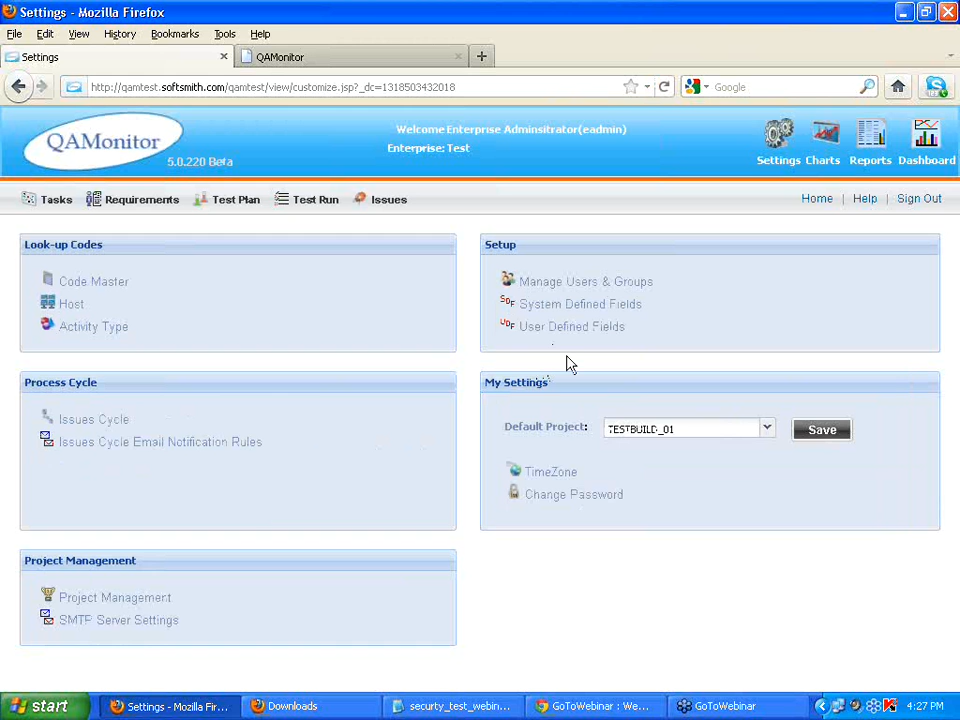 Settings - Mozilla Firefox
File Edit View History Bookmarks Tools Help
Settings
QAMonitor
http://qamtest.softsmith.com/qamtest/view/customize.jsp?_dc=1318503432018
Google
QAMonitor
5.0.220 Beta
Welcome Enterprise Adminsitrator(eadmin)
Enterprise: Test
Settings Charts Reports Dashboard
Tasks Requirements Test Plan Test Run Issues
Home | Help | Sign Out
Look-up Codes
Code Master
Host
Activity Type
Setup
Manage Users & Groups
SDF System Defined Fields
UDF User Defined Fields
Process Cycle
Issues Cycle
Issues Cycle Email Notification Rules
My Settings
Default Project: TESTBUILD_01 Save
TimeZone
Change Password
Project Management
Project Management
SMTP Server Settings
start
Settings - Mozilla Fir...
Downloads
securty_test_webin...
GoToWebinar : We...
GoToWebinar
4:27 PM